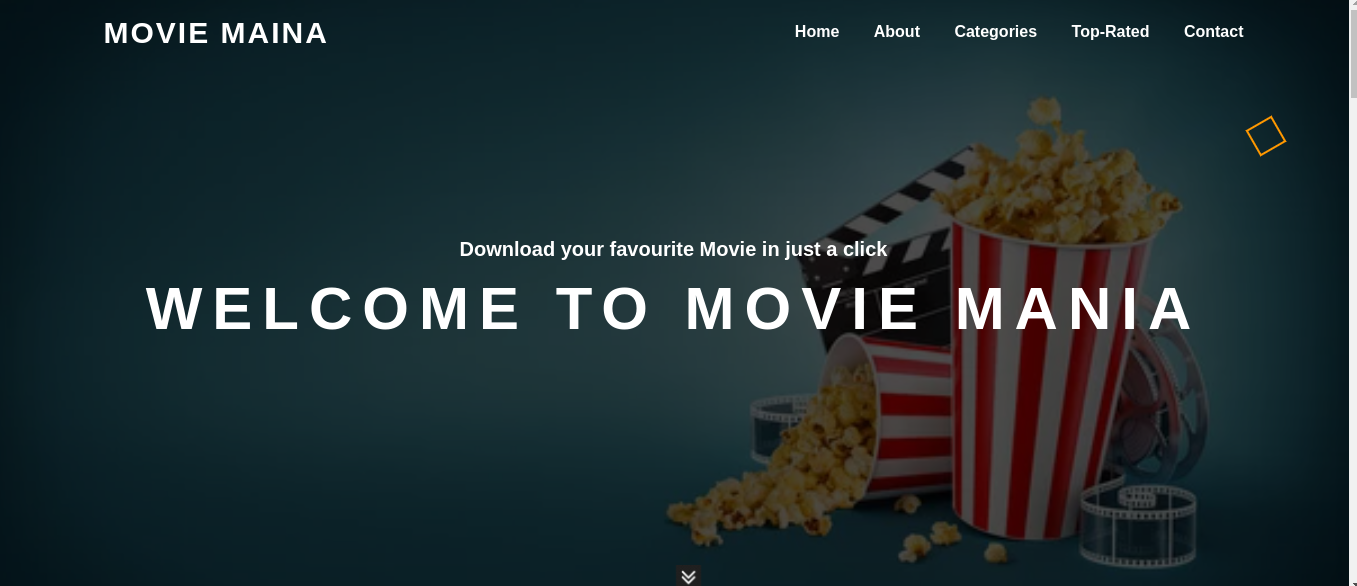 MOVIE MAINA
Home About Categories Top-Rated Contact
Download your favourite Movie in just a click
WELCOME TO MOVIE MANIA